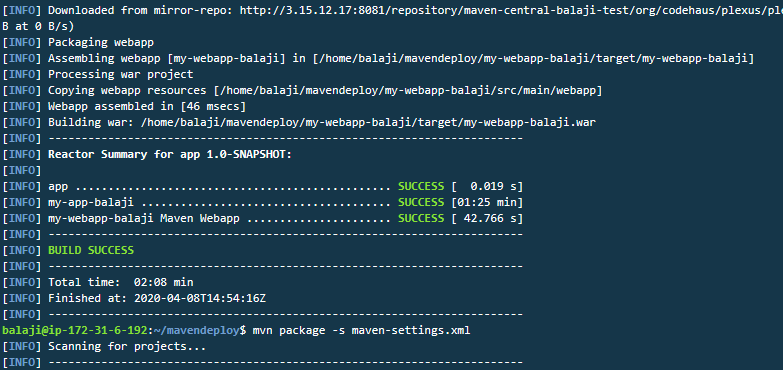 [INFO] Downloaded from mirror-repo: http://3.15.12.17:8081/repository/maven-central-balaji-test/org/codehaus/plexus/ple
B at 0 B/s)
[INFO] Packaging webapp
[INFO] Assembling webapp [my-webapp-balaji] in [/home/balaji/mavendeploy/my-webapp-balaji/target/my-webapp-balaji]
[INFO] Processing war project
[INFO] Copying webapp resources [/home/balaji/mavendeploy/my-webapp-balaji/src/main/webapp]
[INFO] Webapp assembled in [46 msecs]
[INFO] Building war: /home/balaji/mavendeploy/my-webapp-balaji/target/my-webapp-balaji.war
[INFO] ------------------------------------------------------------------------
[INFO] Reactor Summary for app 1.0-SNAPSHOT:
[INFO]
[INFO] app ................................................ SUCCESS [  0.019 s]
[INFO] my-app-balaji ...................................... SUCCESS [01:25 min]
[INFO] my-webapp-balaji Maven Webapp ...................... SUCCESS [ 42.766 s]
[INFO] ------------------------------------------------------------------------
[INFO] BUILD SUCCESS
[INFO] ------------------------------------------------------------------------
[INFO] Total time:  02:08 min
[INFO] Finished at: 2020-04-08T14:54:16Z
[INFO] ------------------------------------------------------------------------
balaji@ip-172-31-6-192:~/mavendeploy$ mvn package -s maven-settings.xml
[INFO] Scanning for projects...
[INFO] ------------------------------------------------------------------------